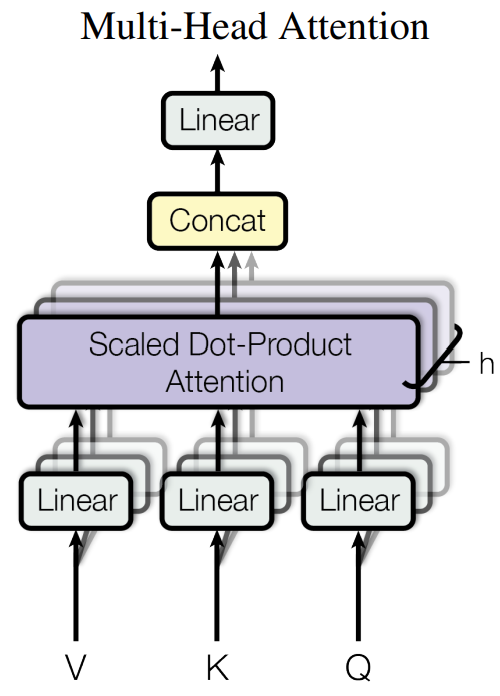 Multi-Head Attention
Linear
Concat
Scaled Dot-Product
Attention
h
Linear
Linear
Linear
V
K
Q